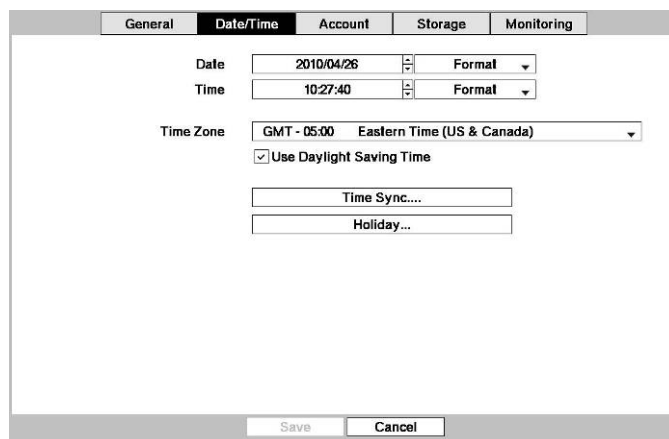 General Date/Time Account Storage Monitoring
Date 2010/04/26 Format
Time 10:27:40 Format
Time Zone GMT - 05:00 Eastern Time (US & Canada)
Use Daylight Saving Time
Time Sync....
Holiday...
Save Cancel